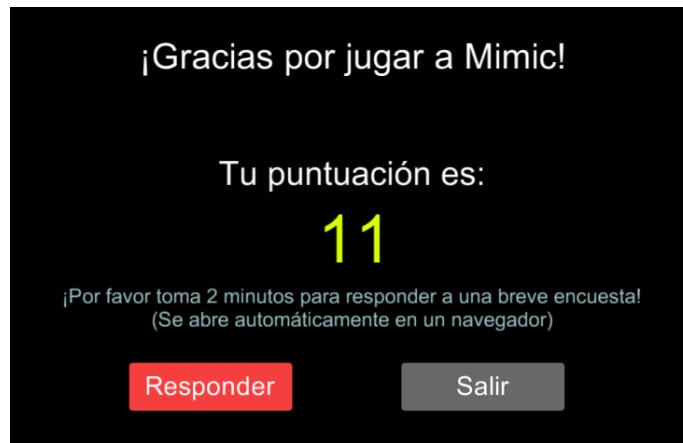 ¡Gracias por jugar a Mimic!
Tu puntuación es:
11
¡Por favor toma 2 minutos para responder a una breve encuesta!
(Se abre automáticamente en un navegador)
Responder
Salir